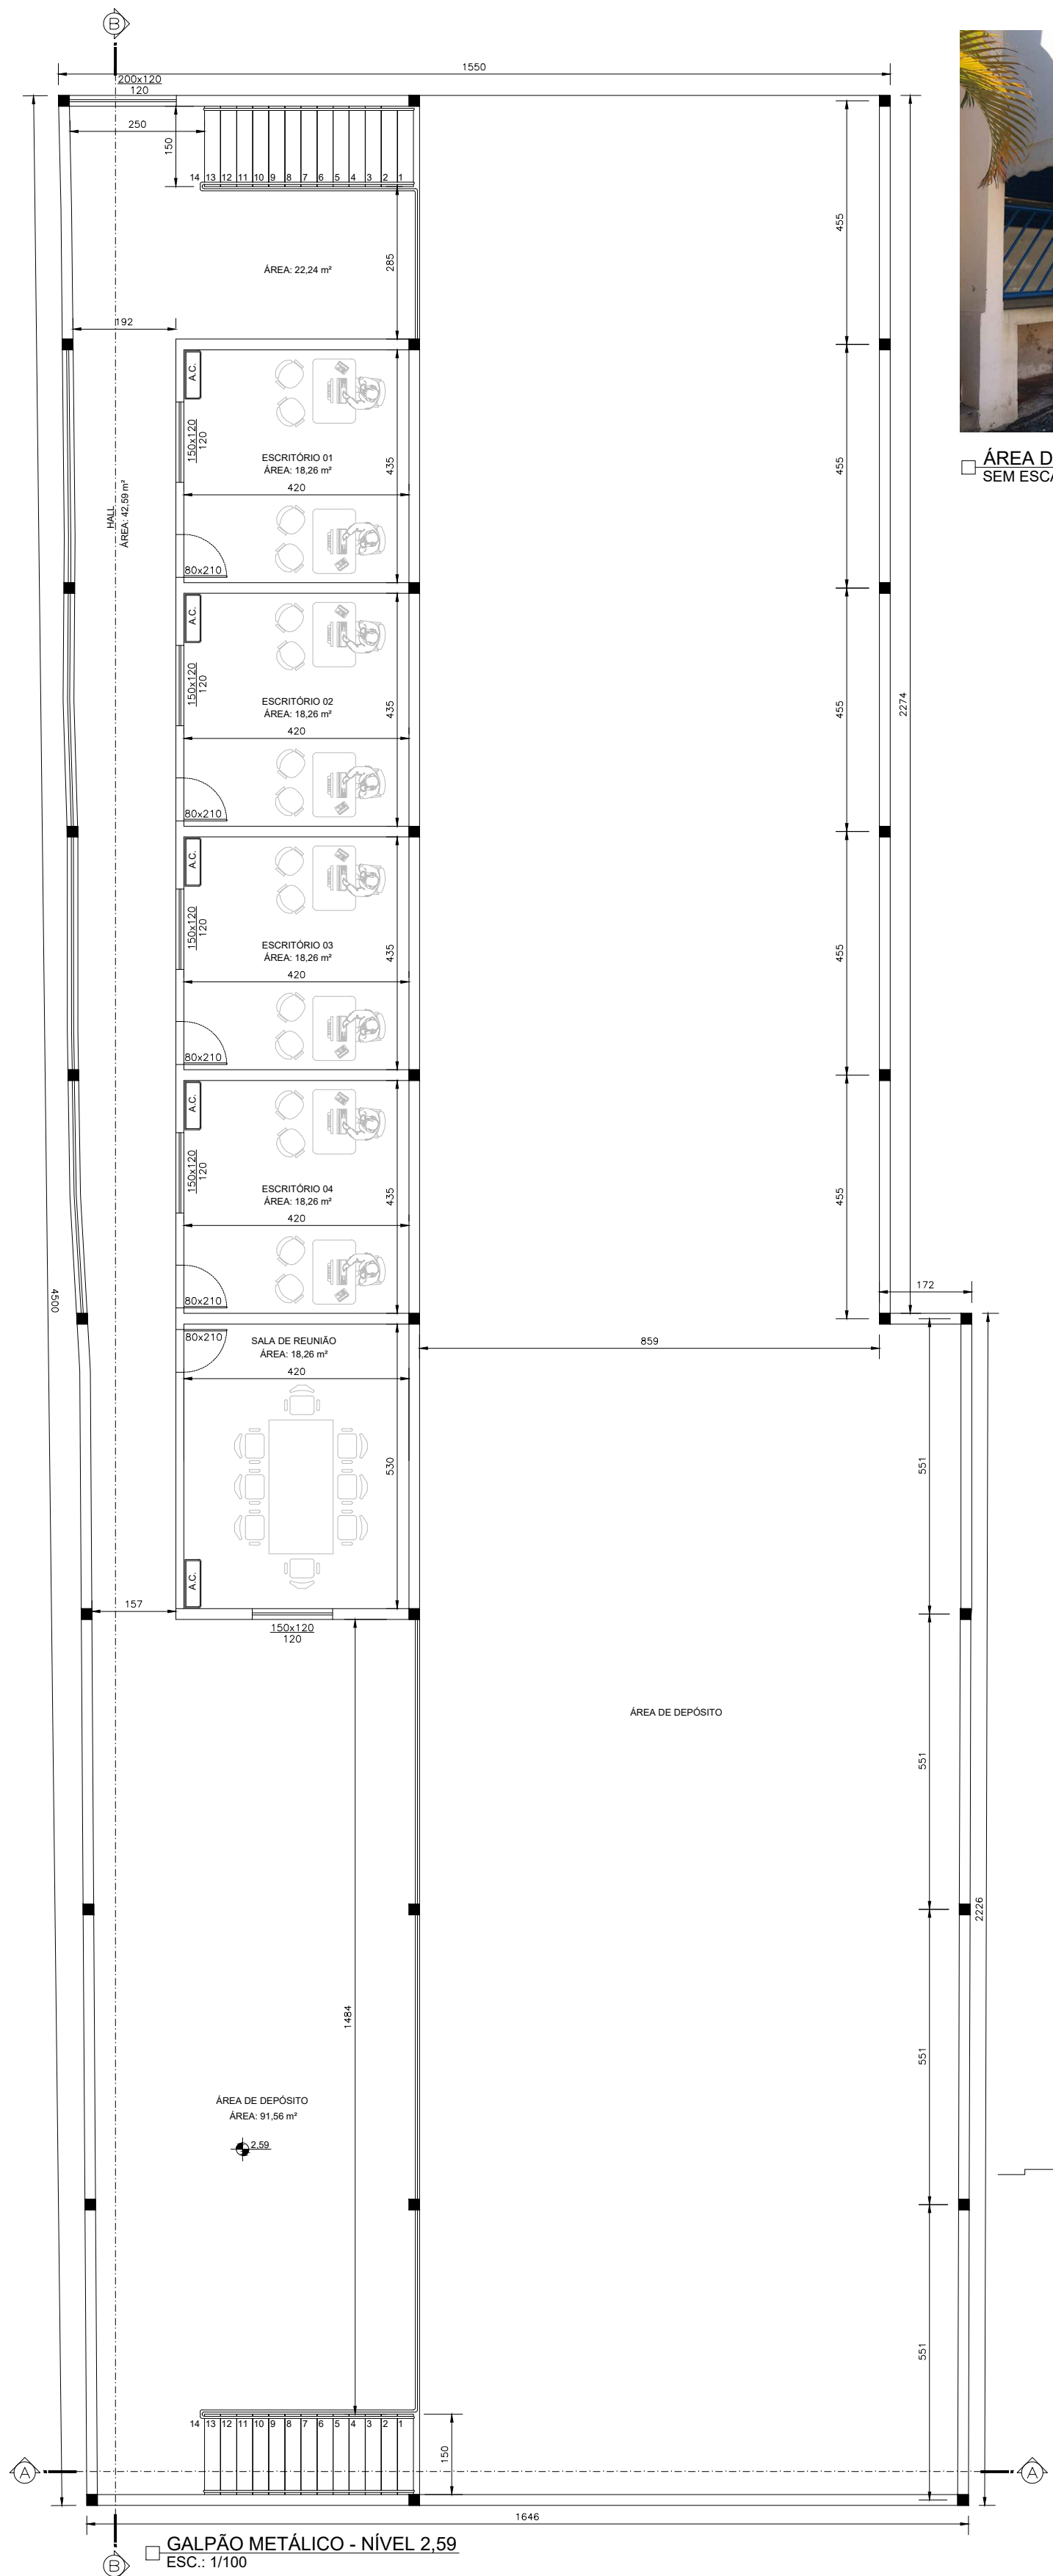 B
1550
200x120
120
250
150
14 13 12 11 10 9 8 7 6 5 4 3 2 1
455
285
ÁREA: 22,24 m²
192
ÁREA D
SEM ESCA
A.C.
150x120
120
ESCRITÓRIO 01
ÁREA: 18,26 m²
435
455
420
HALL
ÁREA: 42,59 m²
80x210
A.C.
150x120
120
ESCRITÓRIO 02
ÁREA: 18,26 m²
435
455
2274
420
80x210
A.C.
150x120
120
ESCRITÓRIO 03
ÁREA: 18,26 m²
435
455
420
80x210
A.C.
150x120
120
ESCRITÓRIO 04
ÁREA: 18,26 m²
435
455
420
80x210
4500
172
80x210
SALA DE REUNIÃO
ÁREA: 18,26 m²
859
420
530
551
A.C.
157
150x120
120
ÁREA DE DEPÓSITO
551
2226
1484
551
ÁREA DE DEPÓSITO
ÁREA: 91,56 m²
2,59
551
14 13 12 11 10 9 8 7 6 5 4 3 2 1
150
A
A
1646
GALPÃO METÁLICO - NÍVEL 2,59
ESC.: 1/100
B